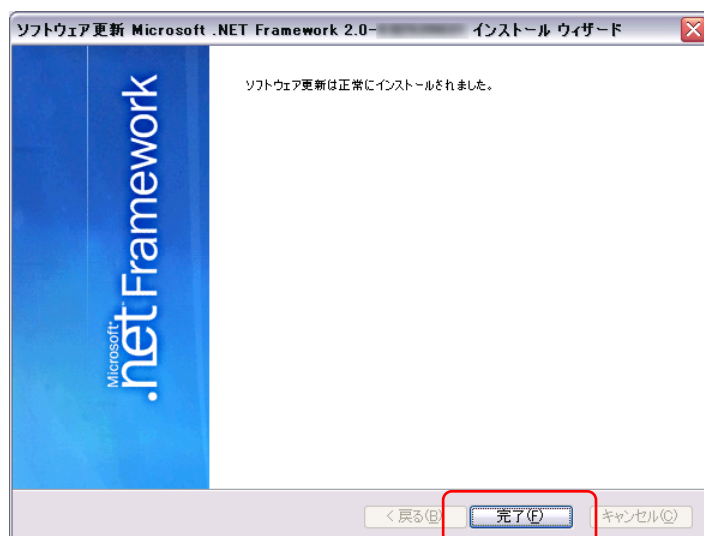 ソフトウェア更新 Microsoft .NET Framework 2.0- インストール ウィザード
ソフトウェア更新は正常にインストールされました。
Microsoft
.net Framework
< 戻る(B)
完了(F)
キャンセル(C)